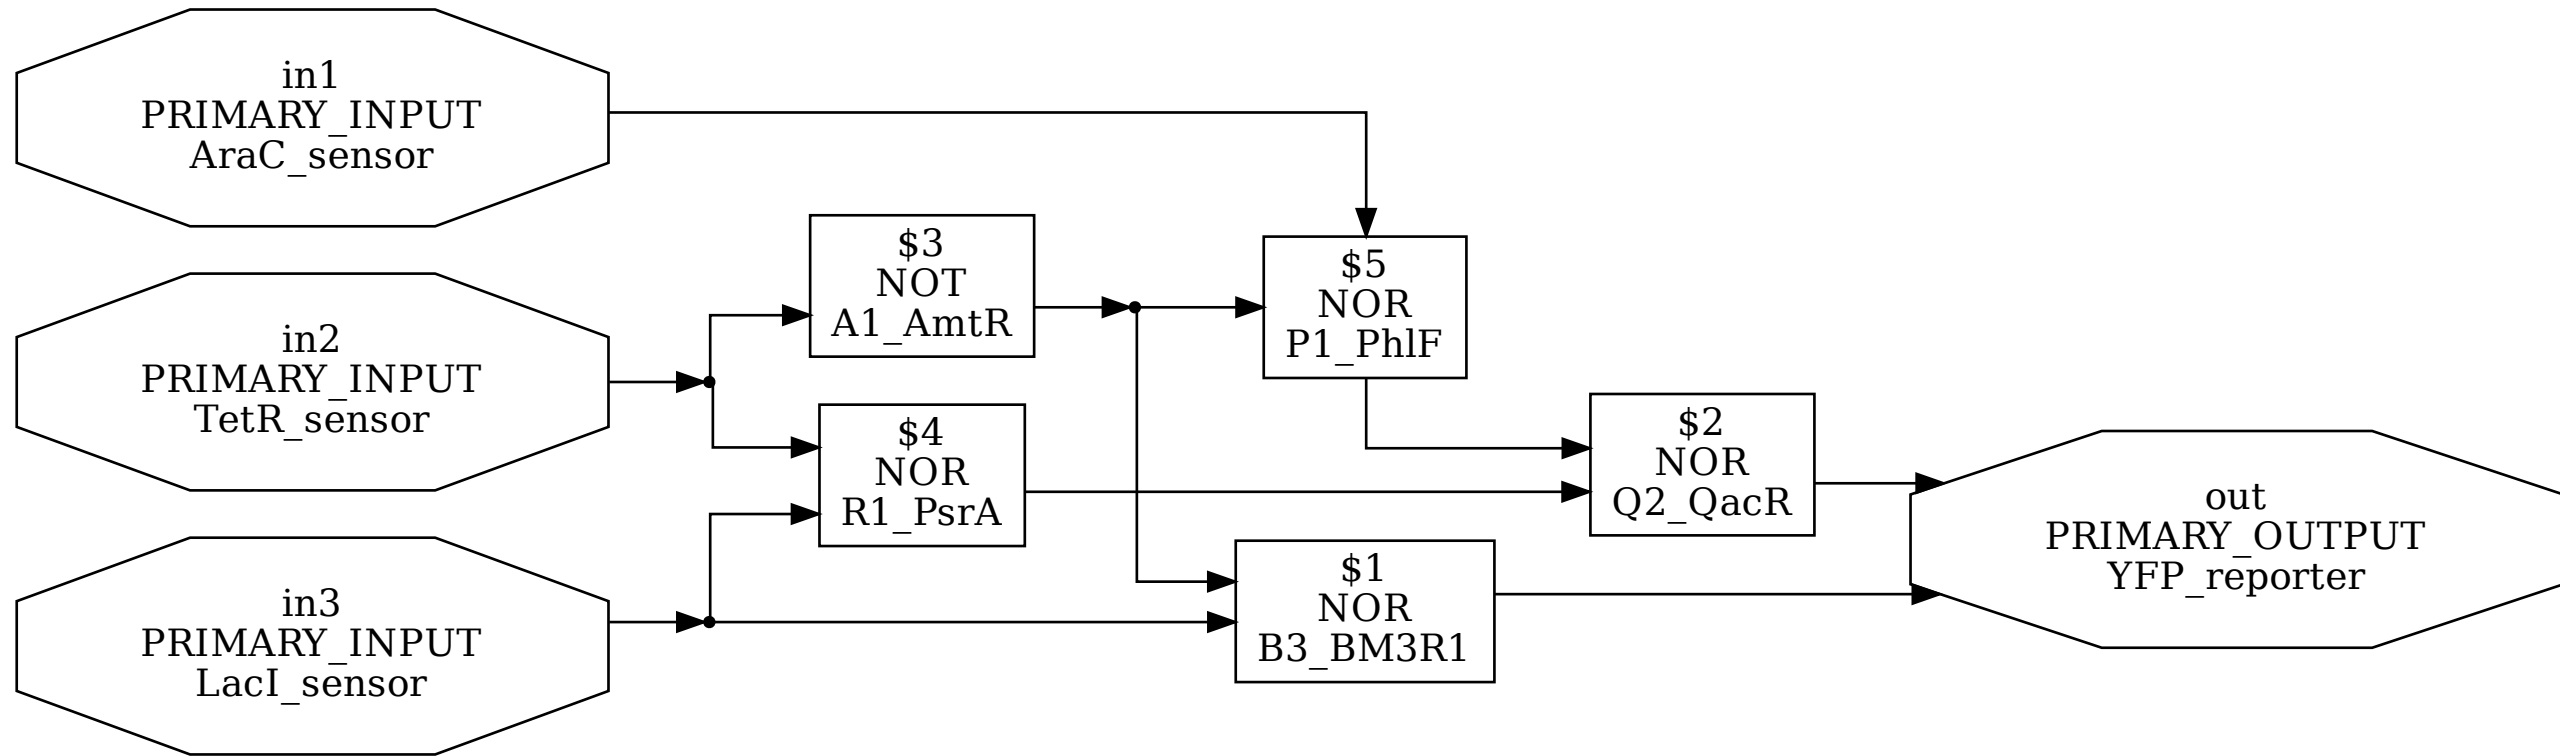 in1
PRIMARY_INPUT
AraC_sensor
in2
PRIMARY_INPUT
TetR_sensor
in3
PRIMARY_INPUT
LacI_sensor
$3
NOT
A1_AmtR
$4
NOR
R1_PsrA
$5
NOR
P1_PhlF
$1
NOR
B3_BM3R1
$2
NOR
Q2_QacR
out
PRIMARY_OUTPUT
YFP_reporter